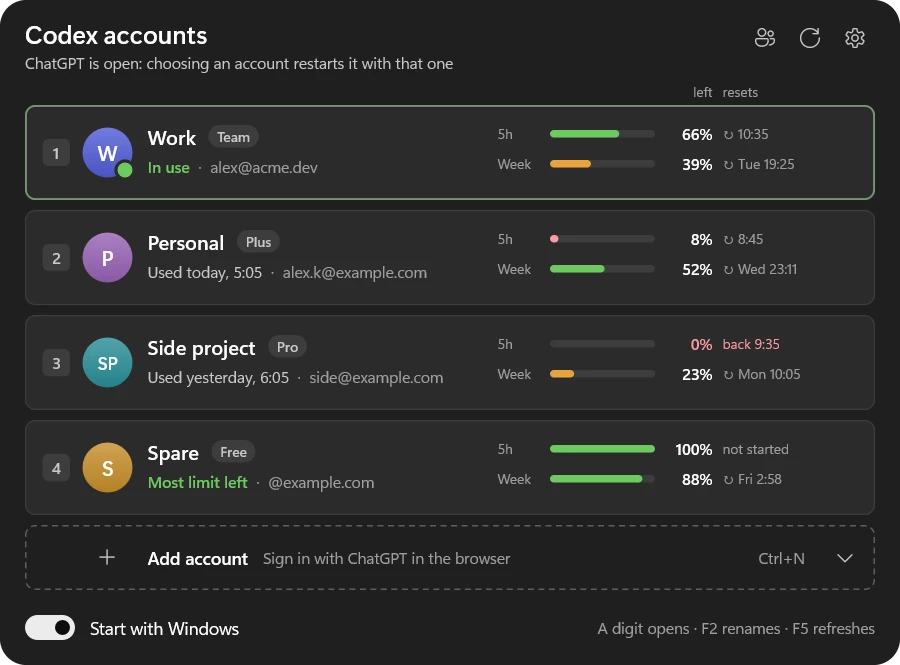 Codex accounts
ChatGPT is open: choosing an account restarts it with that one
left resets
1 W Work Team 5h 66% ↻ 10:35
In use · alex@acme.dev Week 39% ↻ Tue 19:25
2 P Personal Plus 5h 8% ↻ 8:45
Used today, 5:05 · alex.k@example.com Week 52% ↻ Wed 23:11
3 SP Side project Pro 5h 0% back 9:35
Used yesterday, 6:05 · side@example.com Week 23% ↻ Mon 10:05
4 S Spare Free 5h 100% not started
Most limit left · @example.com Week 88% ↻ Fri 2:58
+ Add account Sign in with ChatGPT in the browser Ctrl+N
Start with Windows A digit opens · F2 renames · F5 refreshes